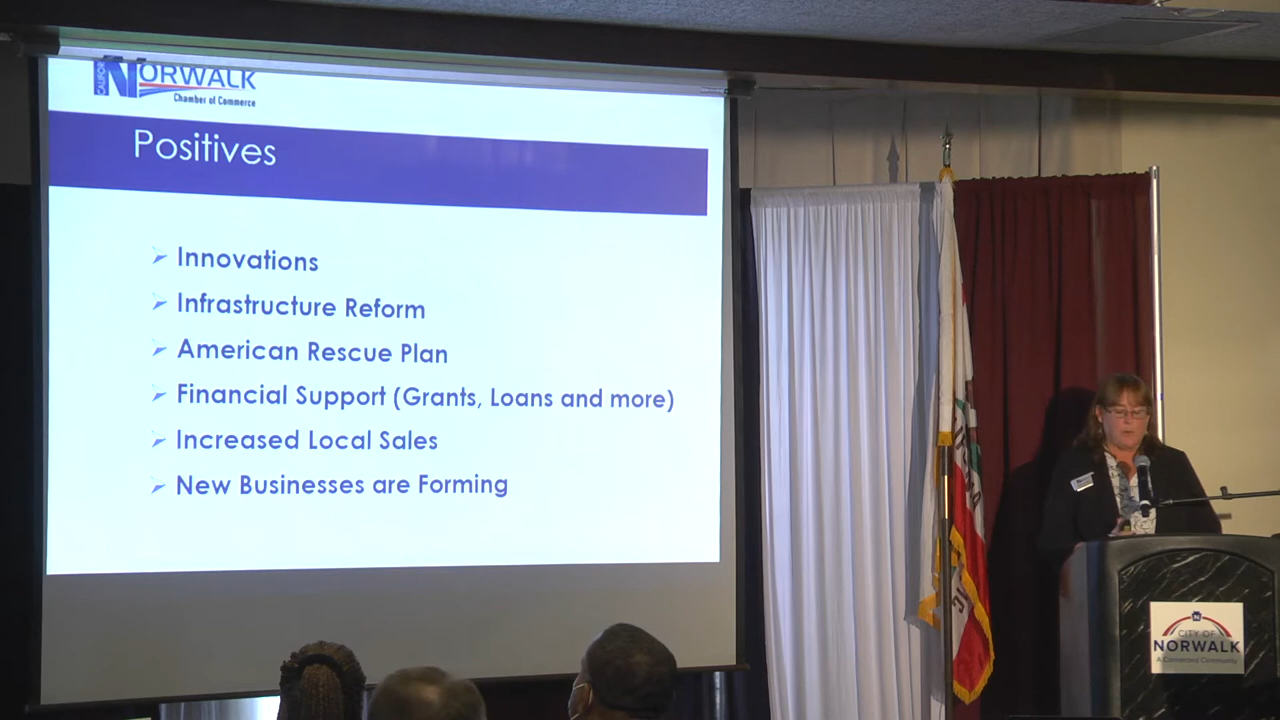 NORWALK
Chamber of Commerce
Positives
Innovations
Infrastructure Reform
American Rescue Plan
Financial Support (Grants, Loans and more)
Increased Local Sales
New Businesses are Forming
CITY OF
NORWALK
A Connected Community